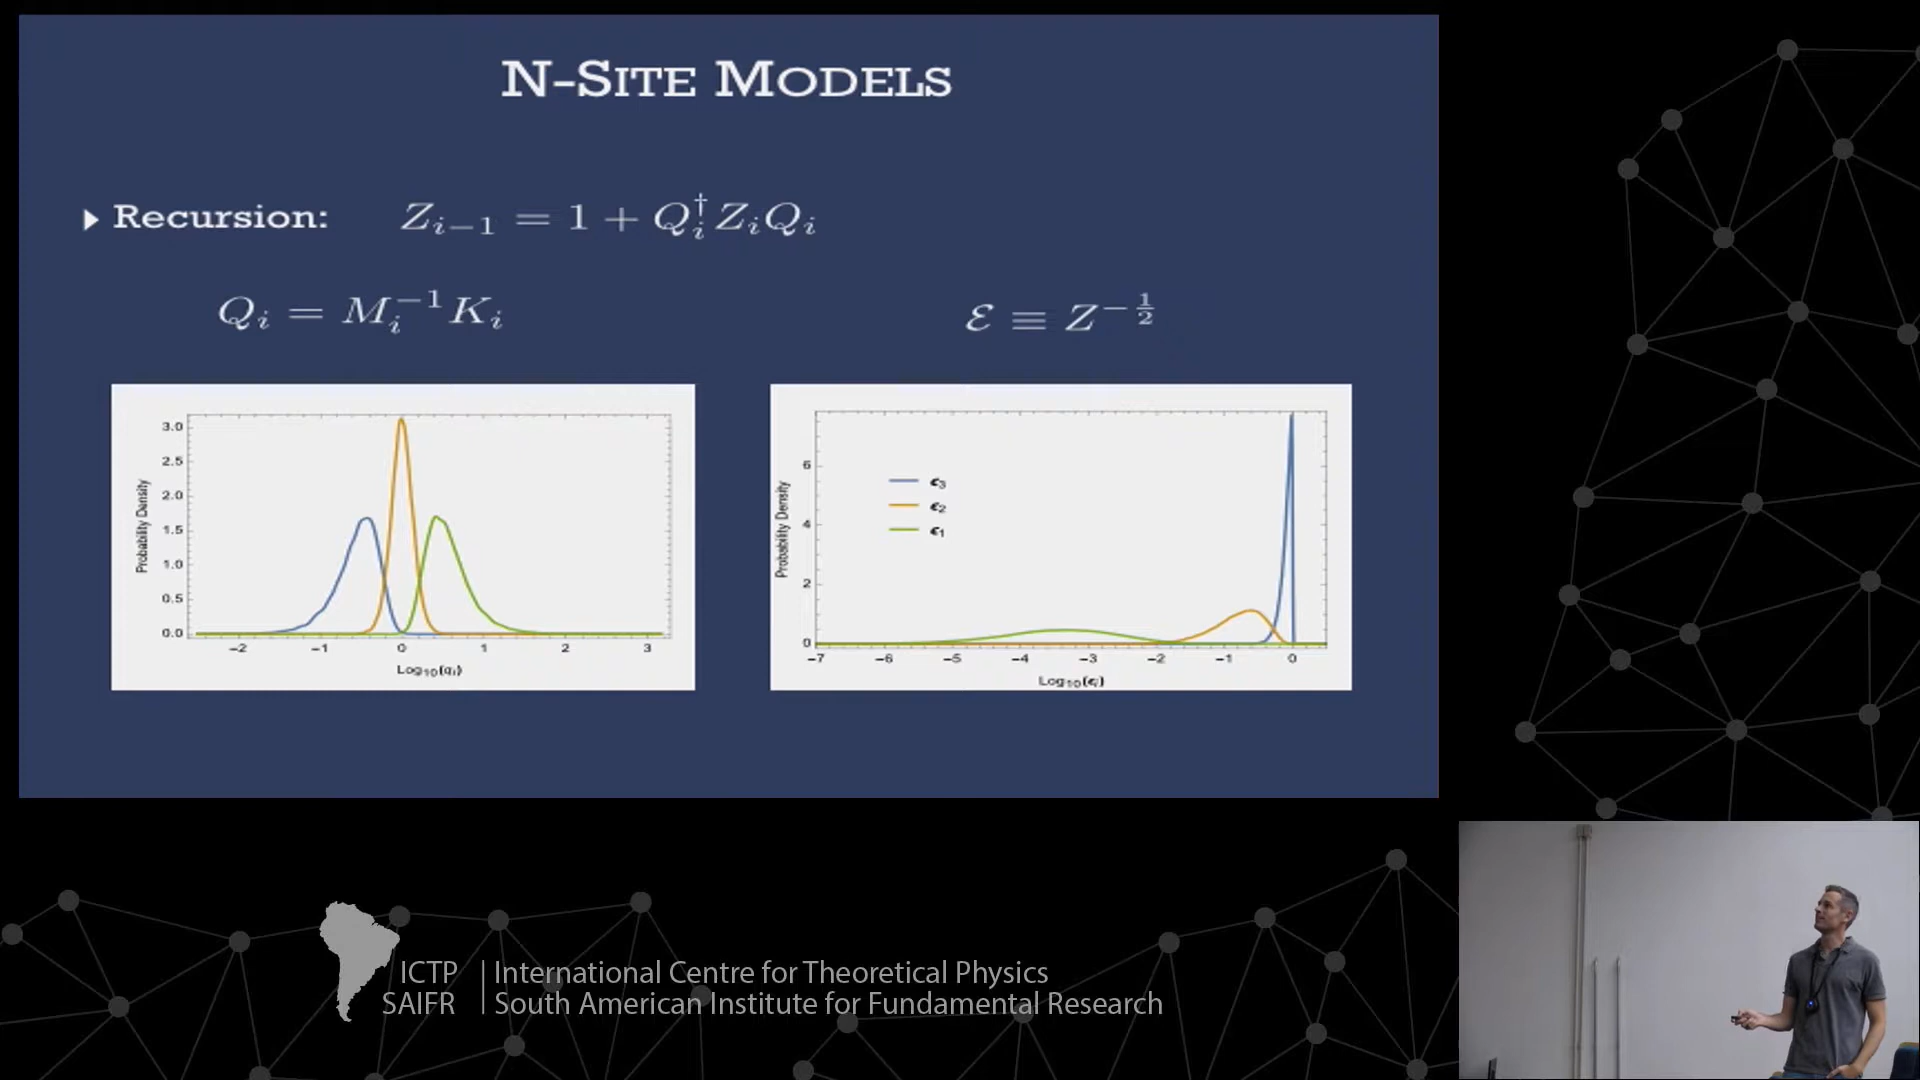 N-SITE MODELS
Recursion: Z_{i−1} = 1 + Q_i^† Z_i Q_i
Q_i = M_i^{−1} K_i
ℰ ≡ Z^{−1/2}
Probability Density
3.0
2.5
2.0
1.5
1.0
0.5
0.0
−2 −1 0 1 2 3
Log₁₀(q_i)
Probability Density
6
4
2
0
ϵ₃
ϵ₂
ϵ₁
−7 −6 −5 −4 −3 −2 −1 0
Log₁₀(ϵ_i)
ICTP
SAIFR
International Centre for Theoretical Physics
South American Institute for Fundamental Research